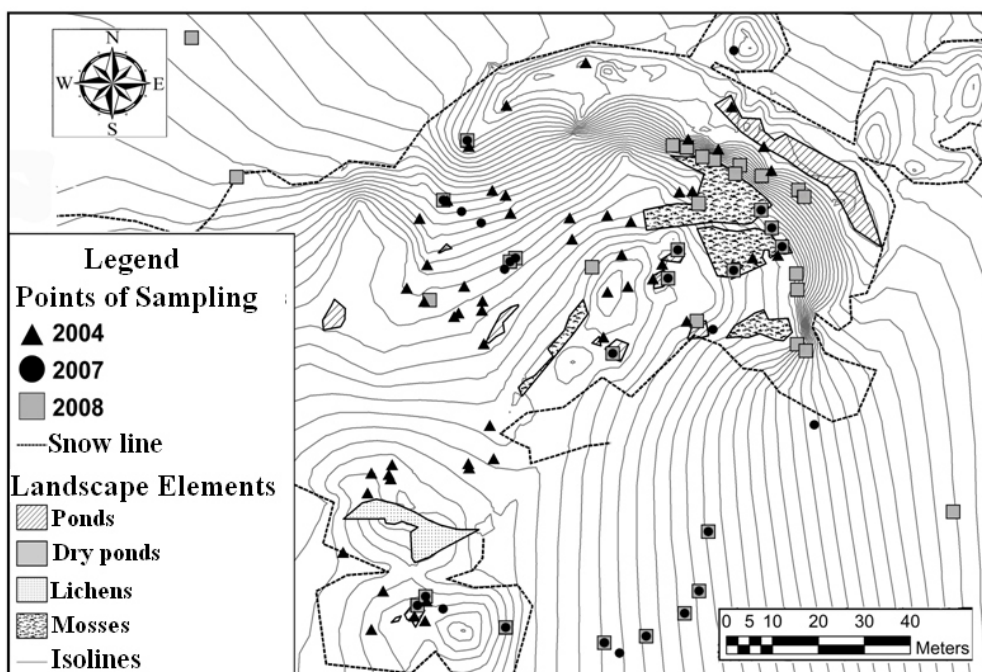 N
W E
S
Legend
Points of Sampling
2004
2007
2008
Snow line
Landscape Elements
Ponds
Dry ponds
Lichens
Mosses
Isolines
0 5 10 20 30 40
Meters